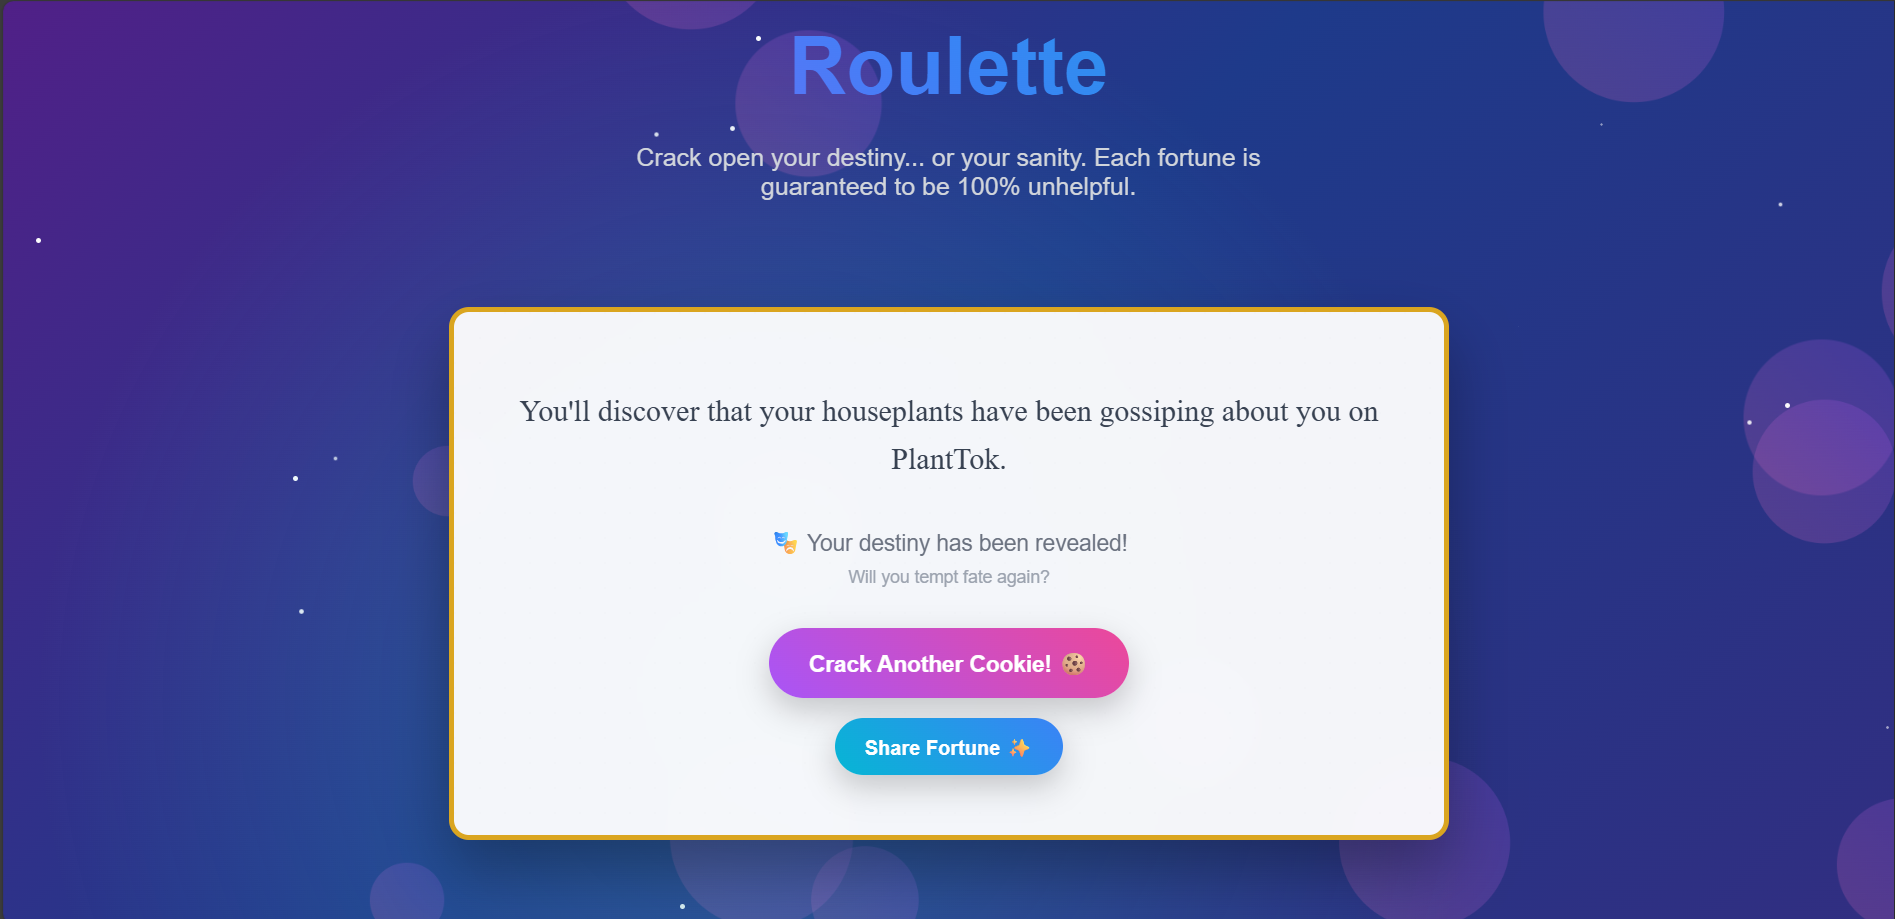 Roulette
Crack open your destiny... or your sanity. Each fortune is
guaranteed to be 100% unhelpful.
You'll discover that your houseplants have been gossiping about you on
PlantTok.
🎭 Your destiny has been revealed!
Will you tempt fate again?
Crack Another Cookie! 🍪
Share Fortune ✨